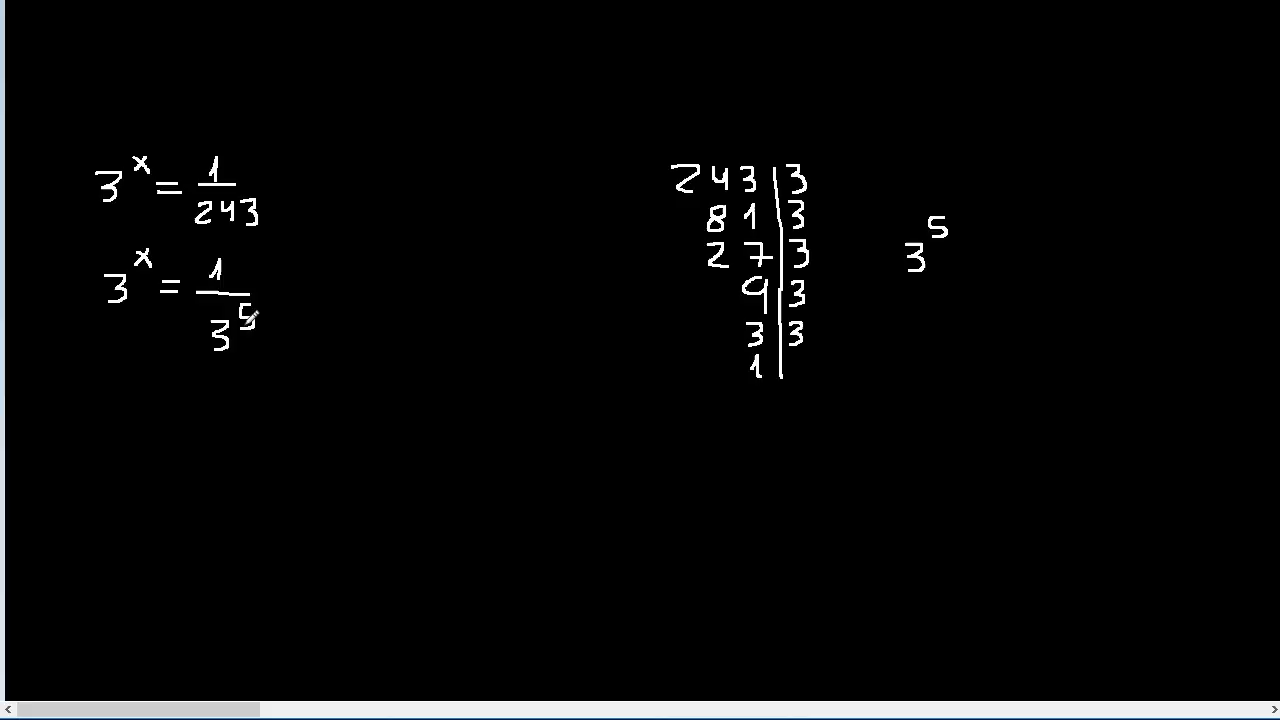 3^x = 1/243
3^x = 1/3^5
243 | 3
81 | 3
27 | 3
9 | 3
3 | 3
1 |
3^5